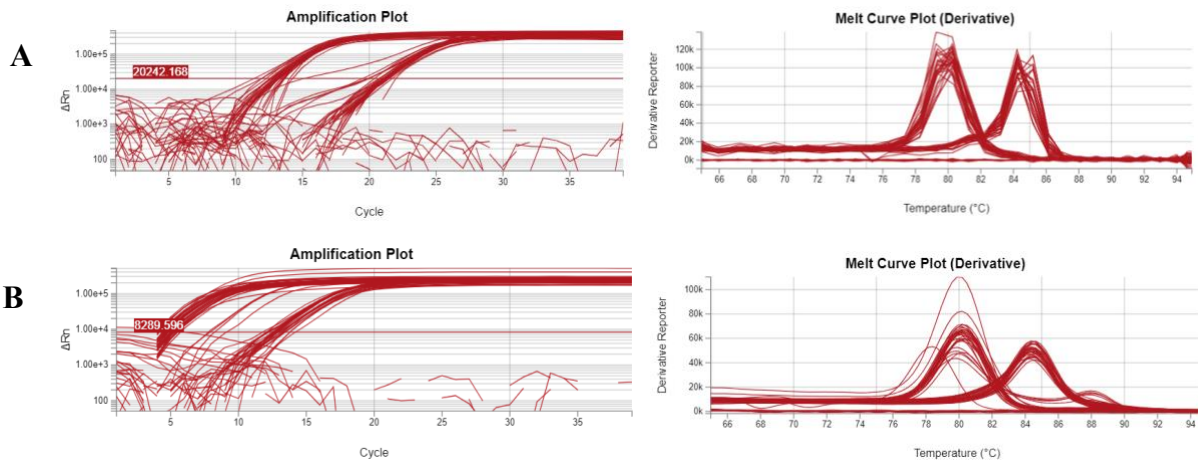 A
Amplification Plot
ΔRn
1.00e+5
20242.168
1.00e+4
1.00e+3
100
5 10 15 20 25 30 35
Cycle
Melt Curve Plot (Derivative)
Derivative Reporter
120k
100k
80k
60k
40k
20k
0k
66 68 70 72 74 76 78 80 82 84 86 88 90 92 94
Temperature (°C)
B
Amplification Plot
ΔRn
1.00e+5
8289.596
1.00e+4
1.00e+3
100
5 10 15 20 25 30 35
Cycle
Melt Curve Plot (Derivative)
Derivative Reporter
100k
80k
60k
40k
20k
0k
66 68 70 72 74 76 78 80 82 84 86 88 90 92 94
Temperature (°C)